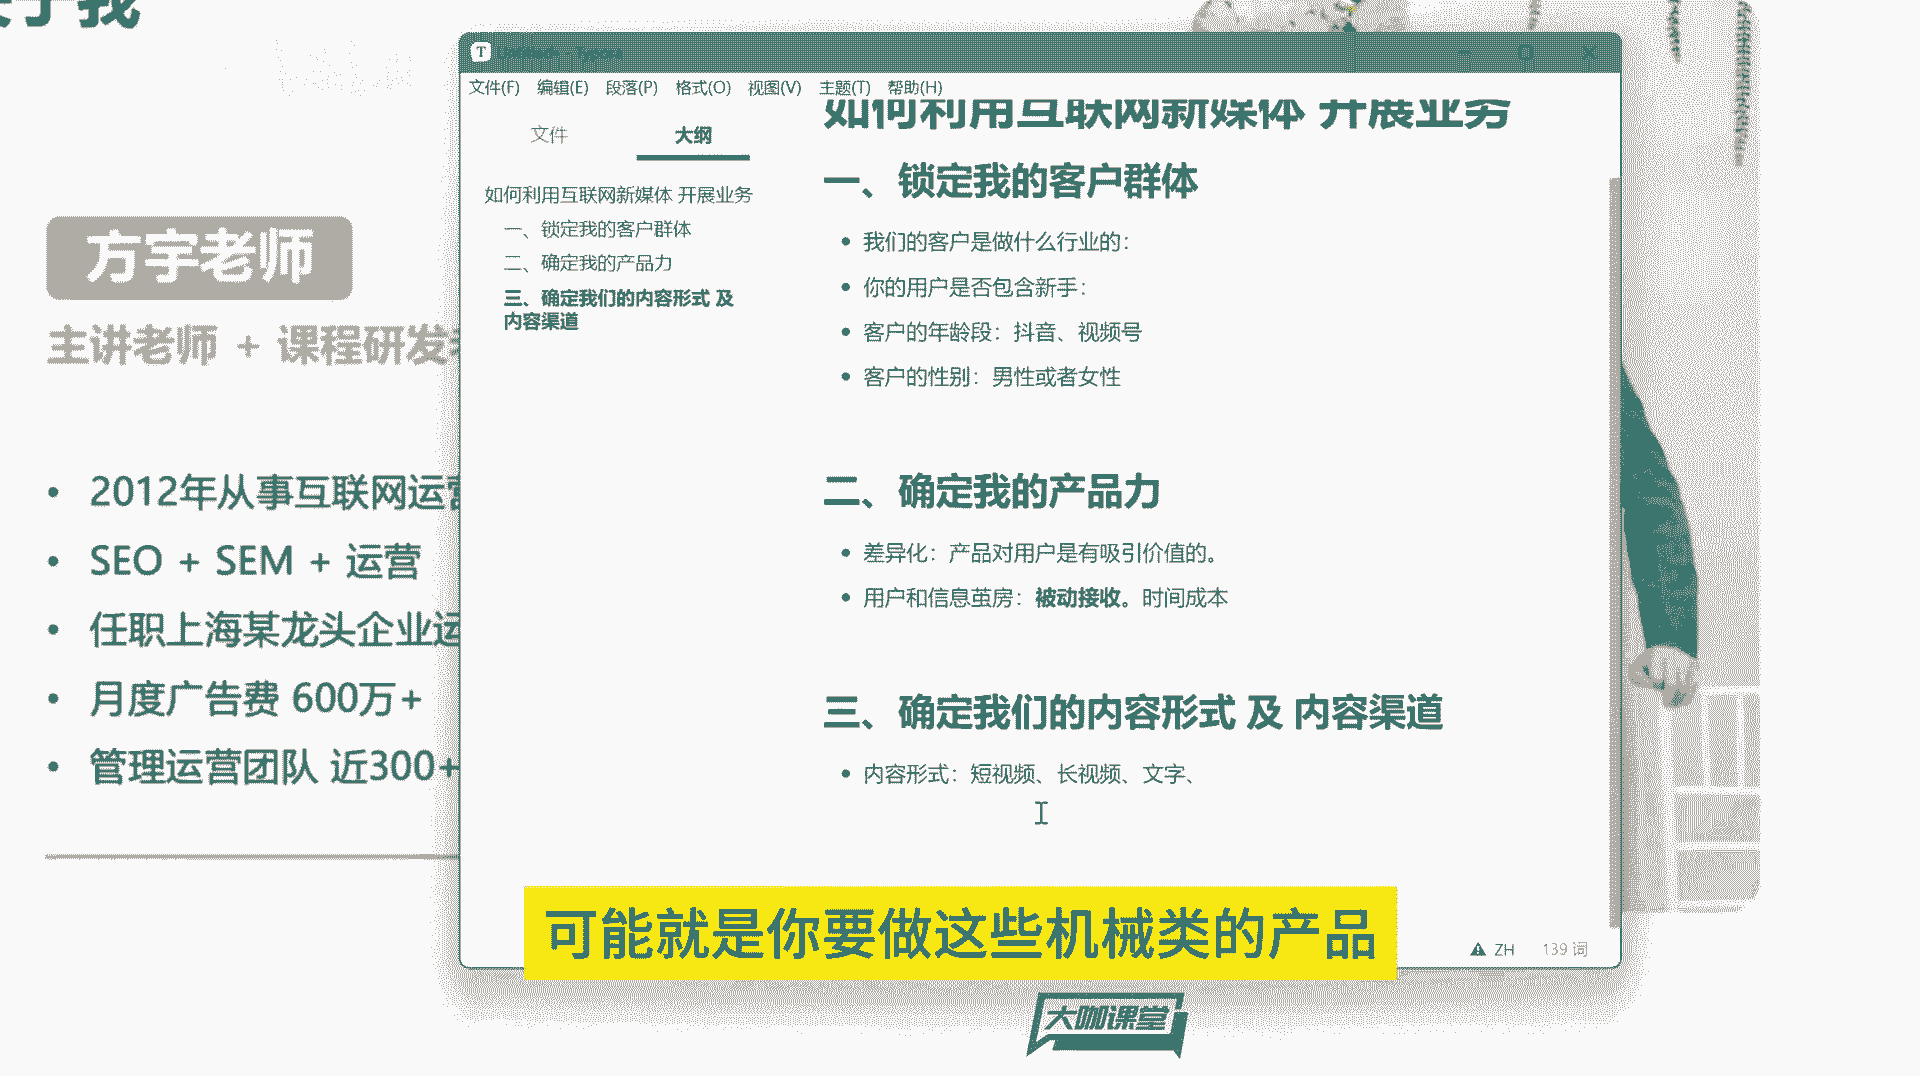 关于我
方宇老师
主讲老师 + 课程研发
• 2012年从事互联网运营
• SEO + SEM + 运营
• 任职上海某龙头企业运
• 月度广告费 600万+
• 管理运营团队 近300+
文件(F) 编辑(E) 段落(P) 格式(O) 视图(V) 主题(T) 帮助(H)
文件 大纲
如何利用互联网新媒体 开展业务
一、锁定我的客户群体
二、确定我的产品力
三、确定我们的内容形式 及
内容渠道
如何利用互联网新媒体 开展业务
一、锁定我的客户群体
• 我们的客户是做什么行业的：
• 你的用户是否包含新手：
• 客户的年龄段：抖音、视频号
• 客户的性别：男性或者女性
二、确定我的产品力
• 差异化：产品对用户是有吸引价值的。
• 用户和信息茧房：被动接收。时间成本
三、确定我们的内容形式 及 内容渠道
• 内容形式：短视频、长视频、文字、
ZH 139 词
可能就是你要做这些机械类的产品
大咖课堂